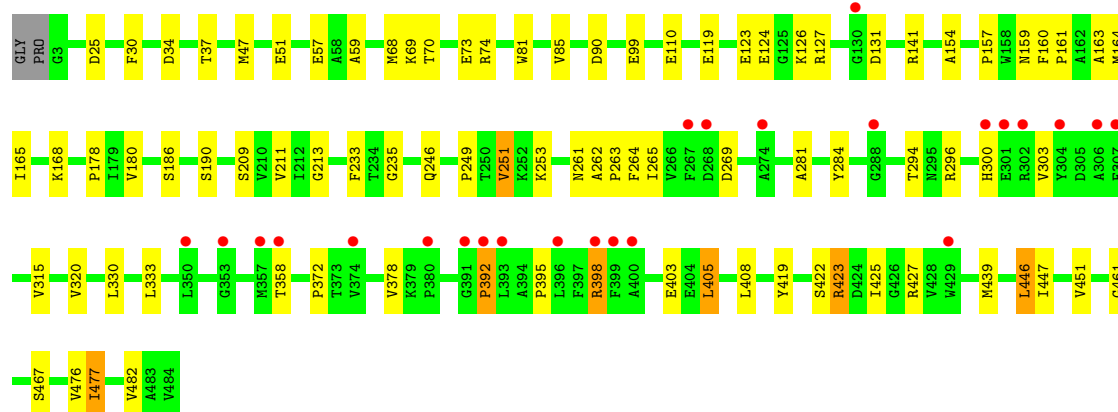 GLY PRO G3 D25 F30 D34 T37 M47 E51 E57 A58 A59 M68 K69 T70 E73 R74 W81 V85 D90 E99 E110 E119 E123 E124 G125 K126 R127 G130 D131 R141 A154 P157 W158 N159 F160 P161 A162 A163 M164
I165 K168 P178 I179 V180 S186 S190 S209 V210 V211 I212 G213 F233 T234 G235 Q246 P249 T250 V251 K252 K253 N261 A262 P263 F264 I265 V266 F267 D268 D269 A274 A281 Y284 G288 T294 N295 R296 H300 E301 R302 V303 Y304 D305 A306
V315 V320 L330 L333 L350 G353 M357 T358 P372 T373 V374 V378 K379 P380 G391 P392 L393 A394 P395 L396 F397 R398 F399 A400 E403 E404 L405 L408 Y419 S422 R423 D424 I425 G426 R427 V428 W429 M439 L446 I447 V451
S467 V476 I477 V482 A483 V484